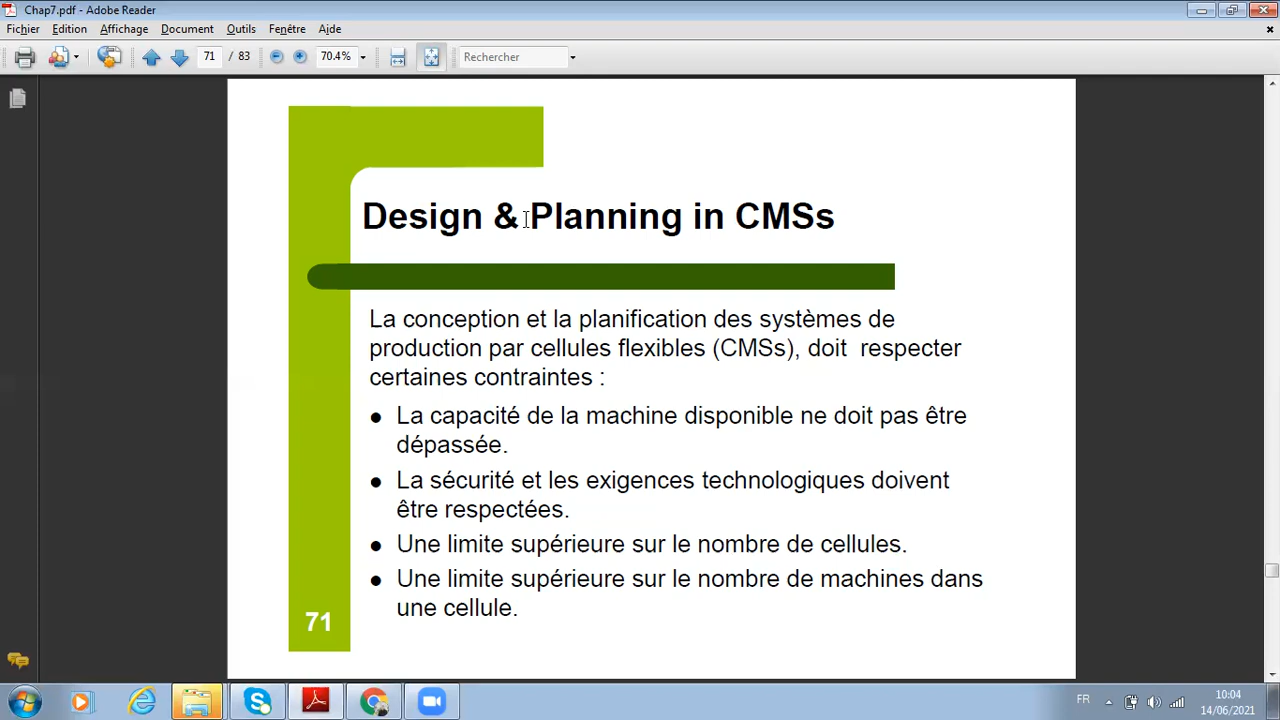 Chap7.pdf - Adobe Reader
Fichier Edition Affichage Document Outils Fenêtre Aide
71 / 83 70.4% Rechercher
Design & Planning in CMSs
La conception et la planification des systèmes de
production par cellules flexibles (CMSs), doit respecter
certaines contraintes :
● La capacité de la machine disponible ne doit pas être
dépassée.
● La sécurité et les exigences technologiques doivent
être respectées.
● Une limite supérieure sur le nombre de cellules.
● Une limite supérieure sur le nombre de machines dans
une cellule.
71
FR 10:04
14/06/2021